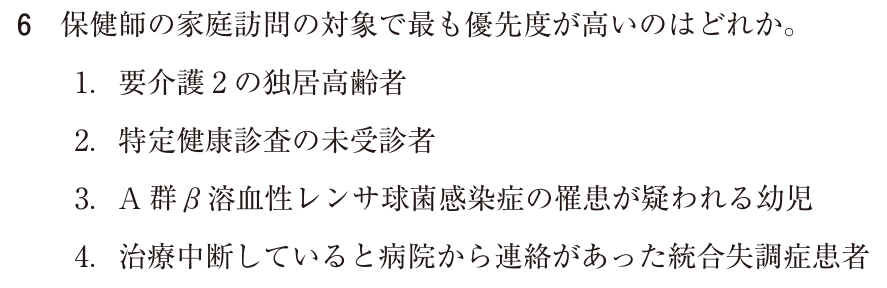 6 保健師の家庭訪問の対象で最も優先度が高いのはどれか。
1. 要介護2の独居高齢者
2. 特定健康診査の未受診者
3. A群β溶血性レンサ球菌感染症の罹患が疑われる幼児
4. 治療中断していると病院から連絡があった統合失調症患者